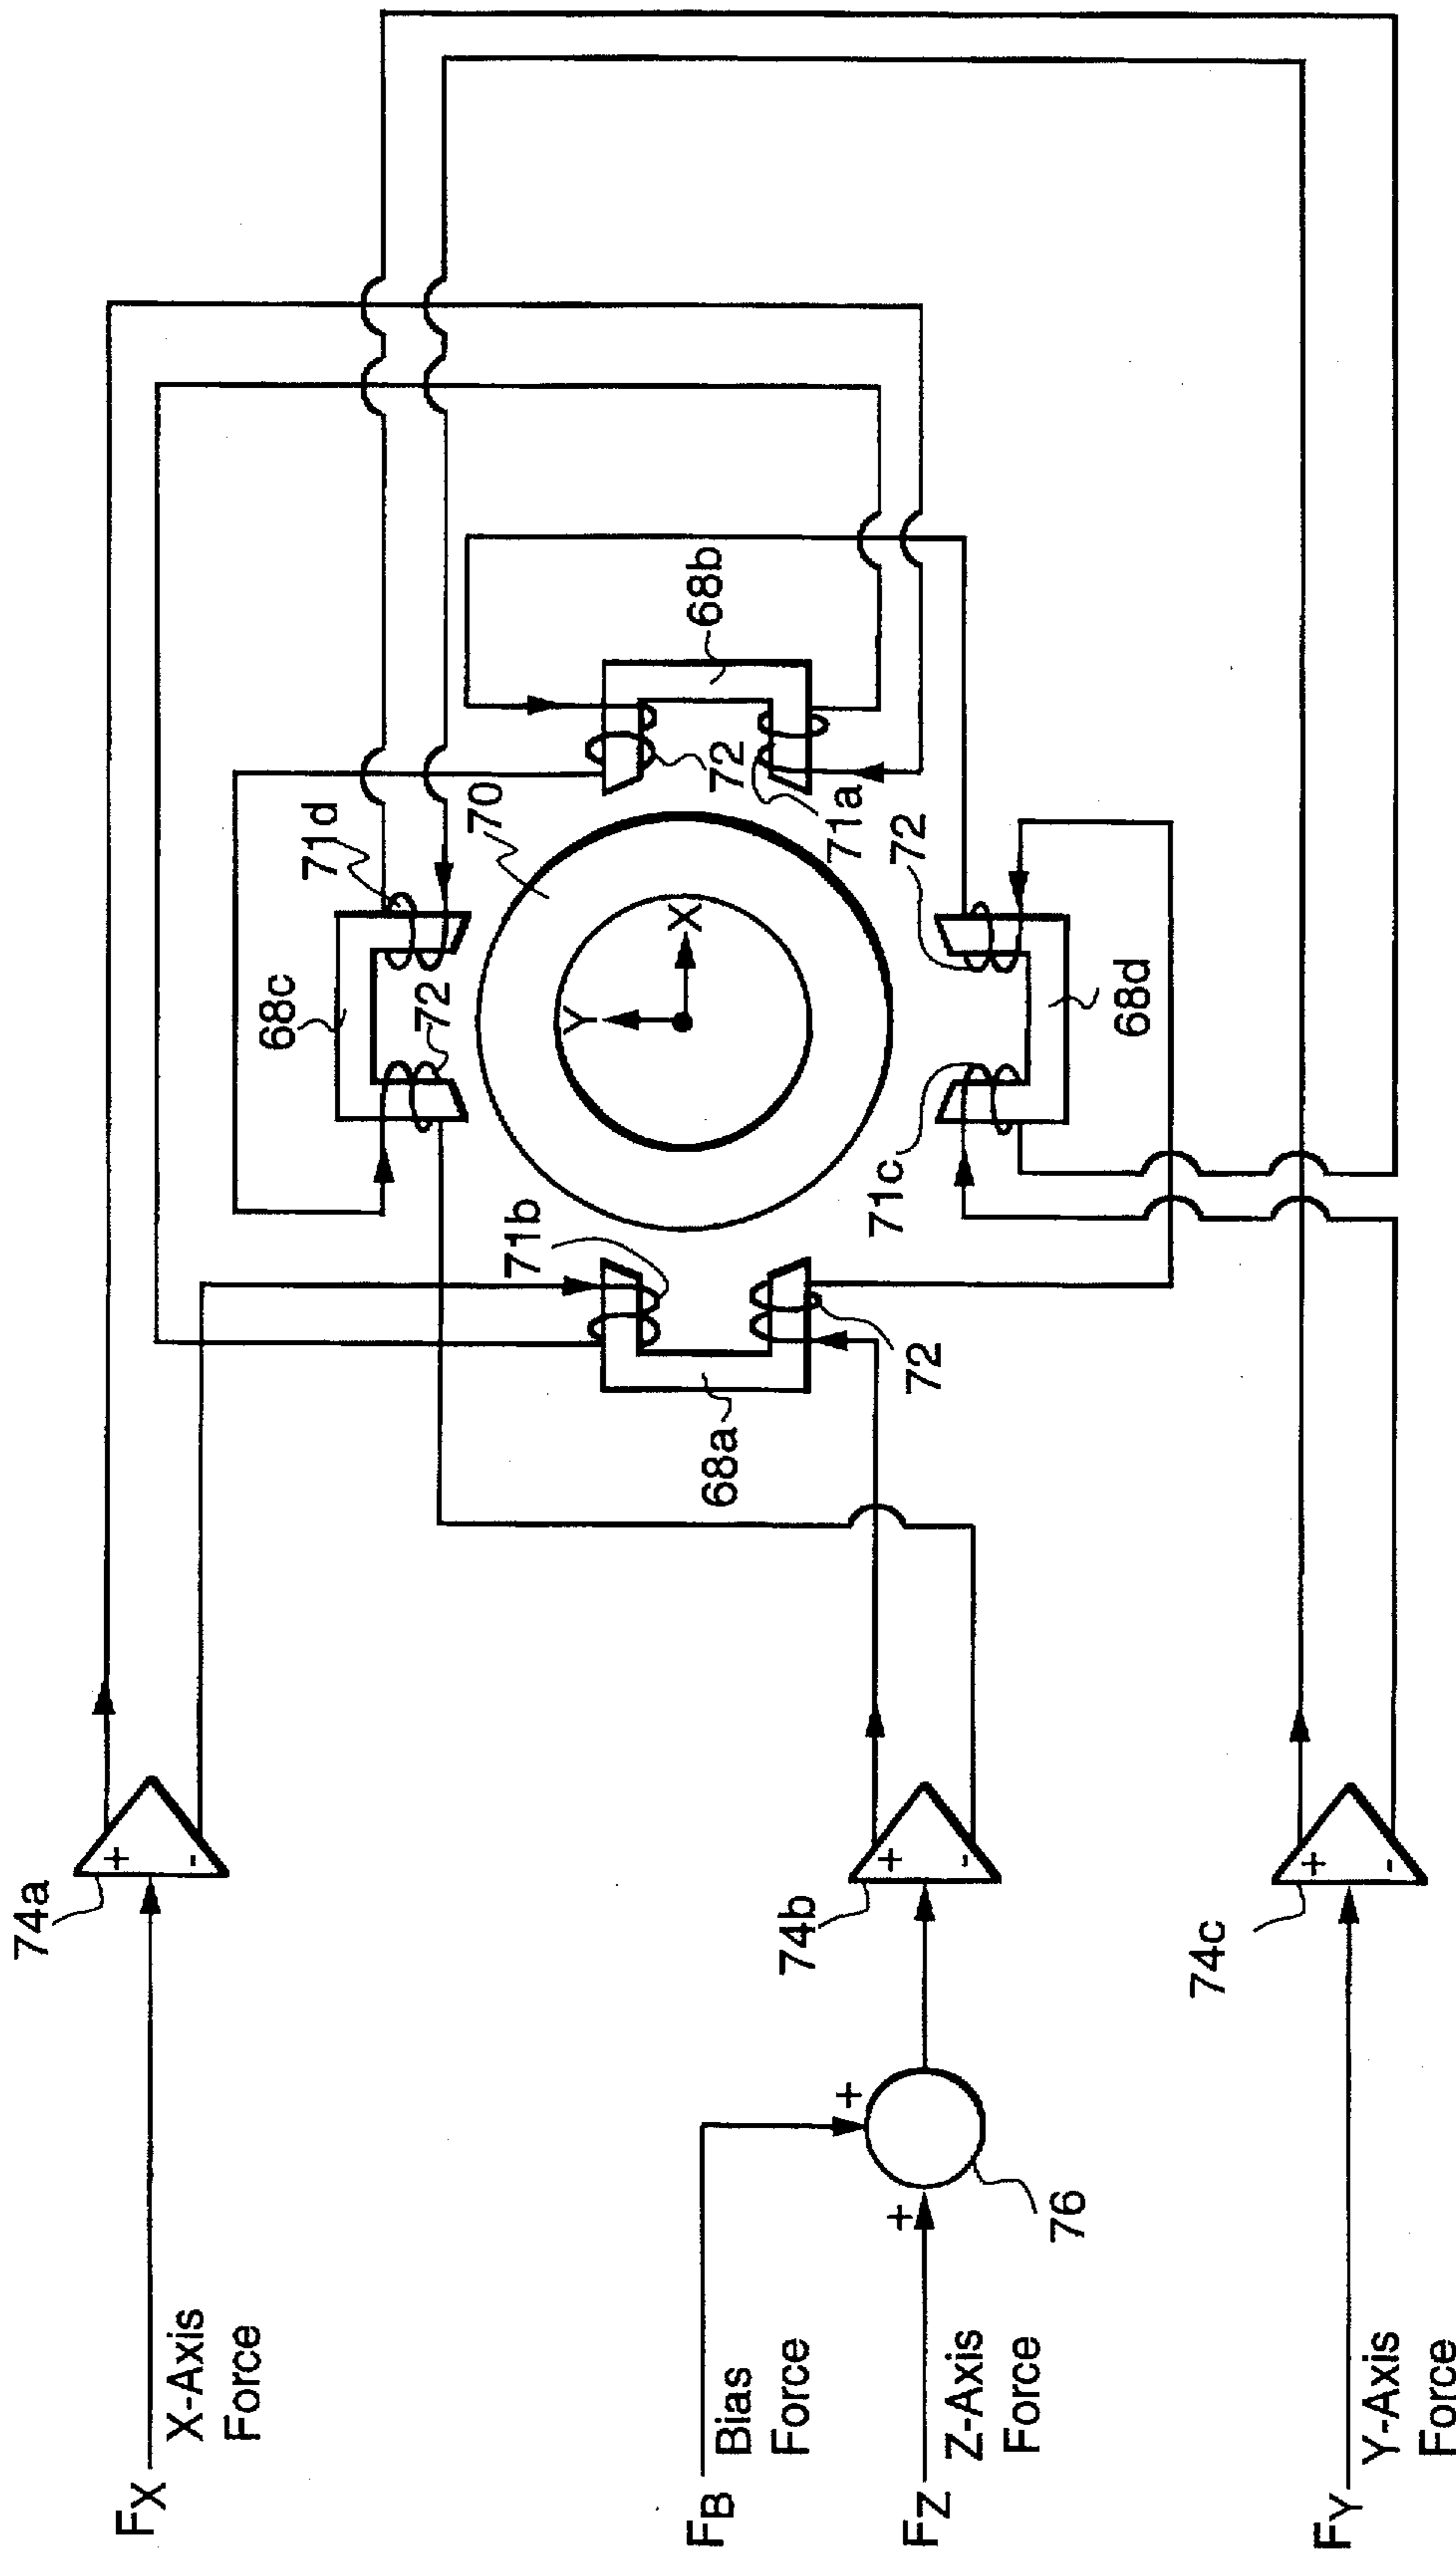 FX
X-Axis
Force
74a
+
-
FB
Bias
Force
+
FZ
Z-Axis
Force
+
76
74b
+
-
FY
Y-Axis
Force
74c
+
-
68a
71b
72
68c
72
71d
70
Y
X
71c
72
68d
72
71a
68b